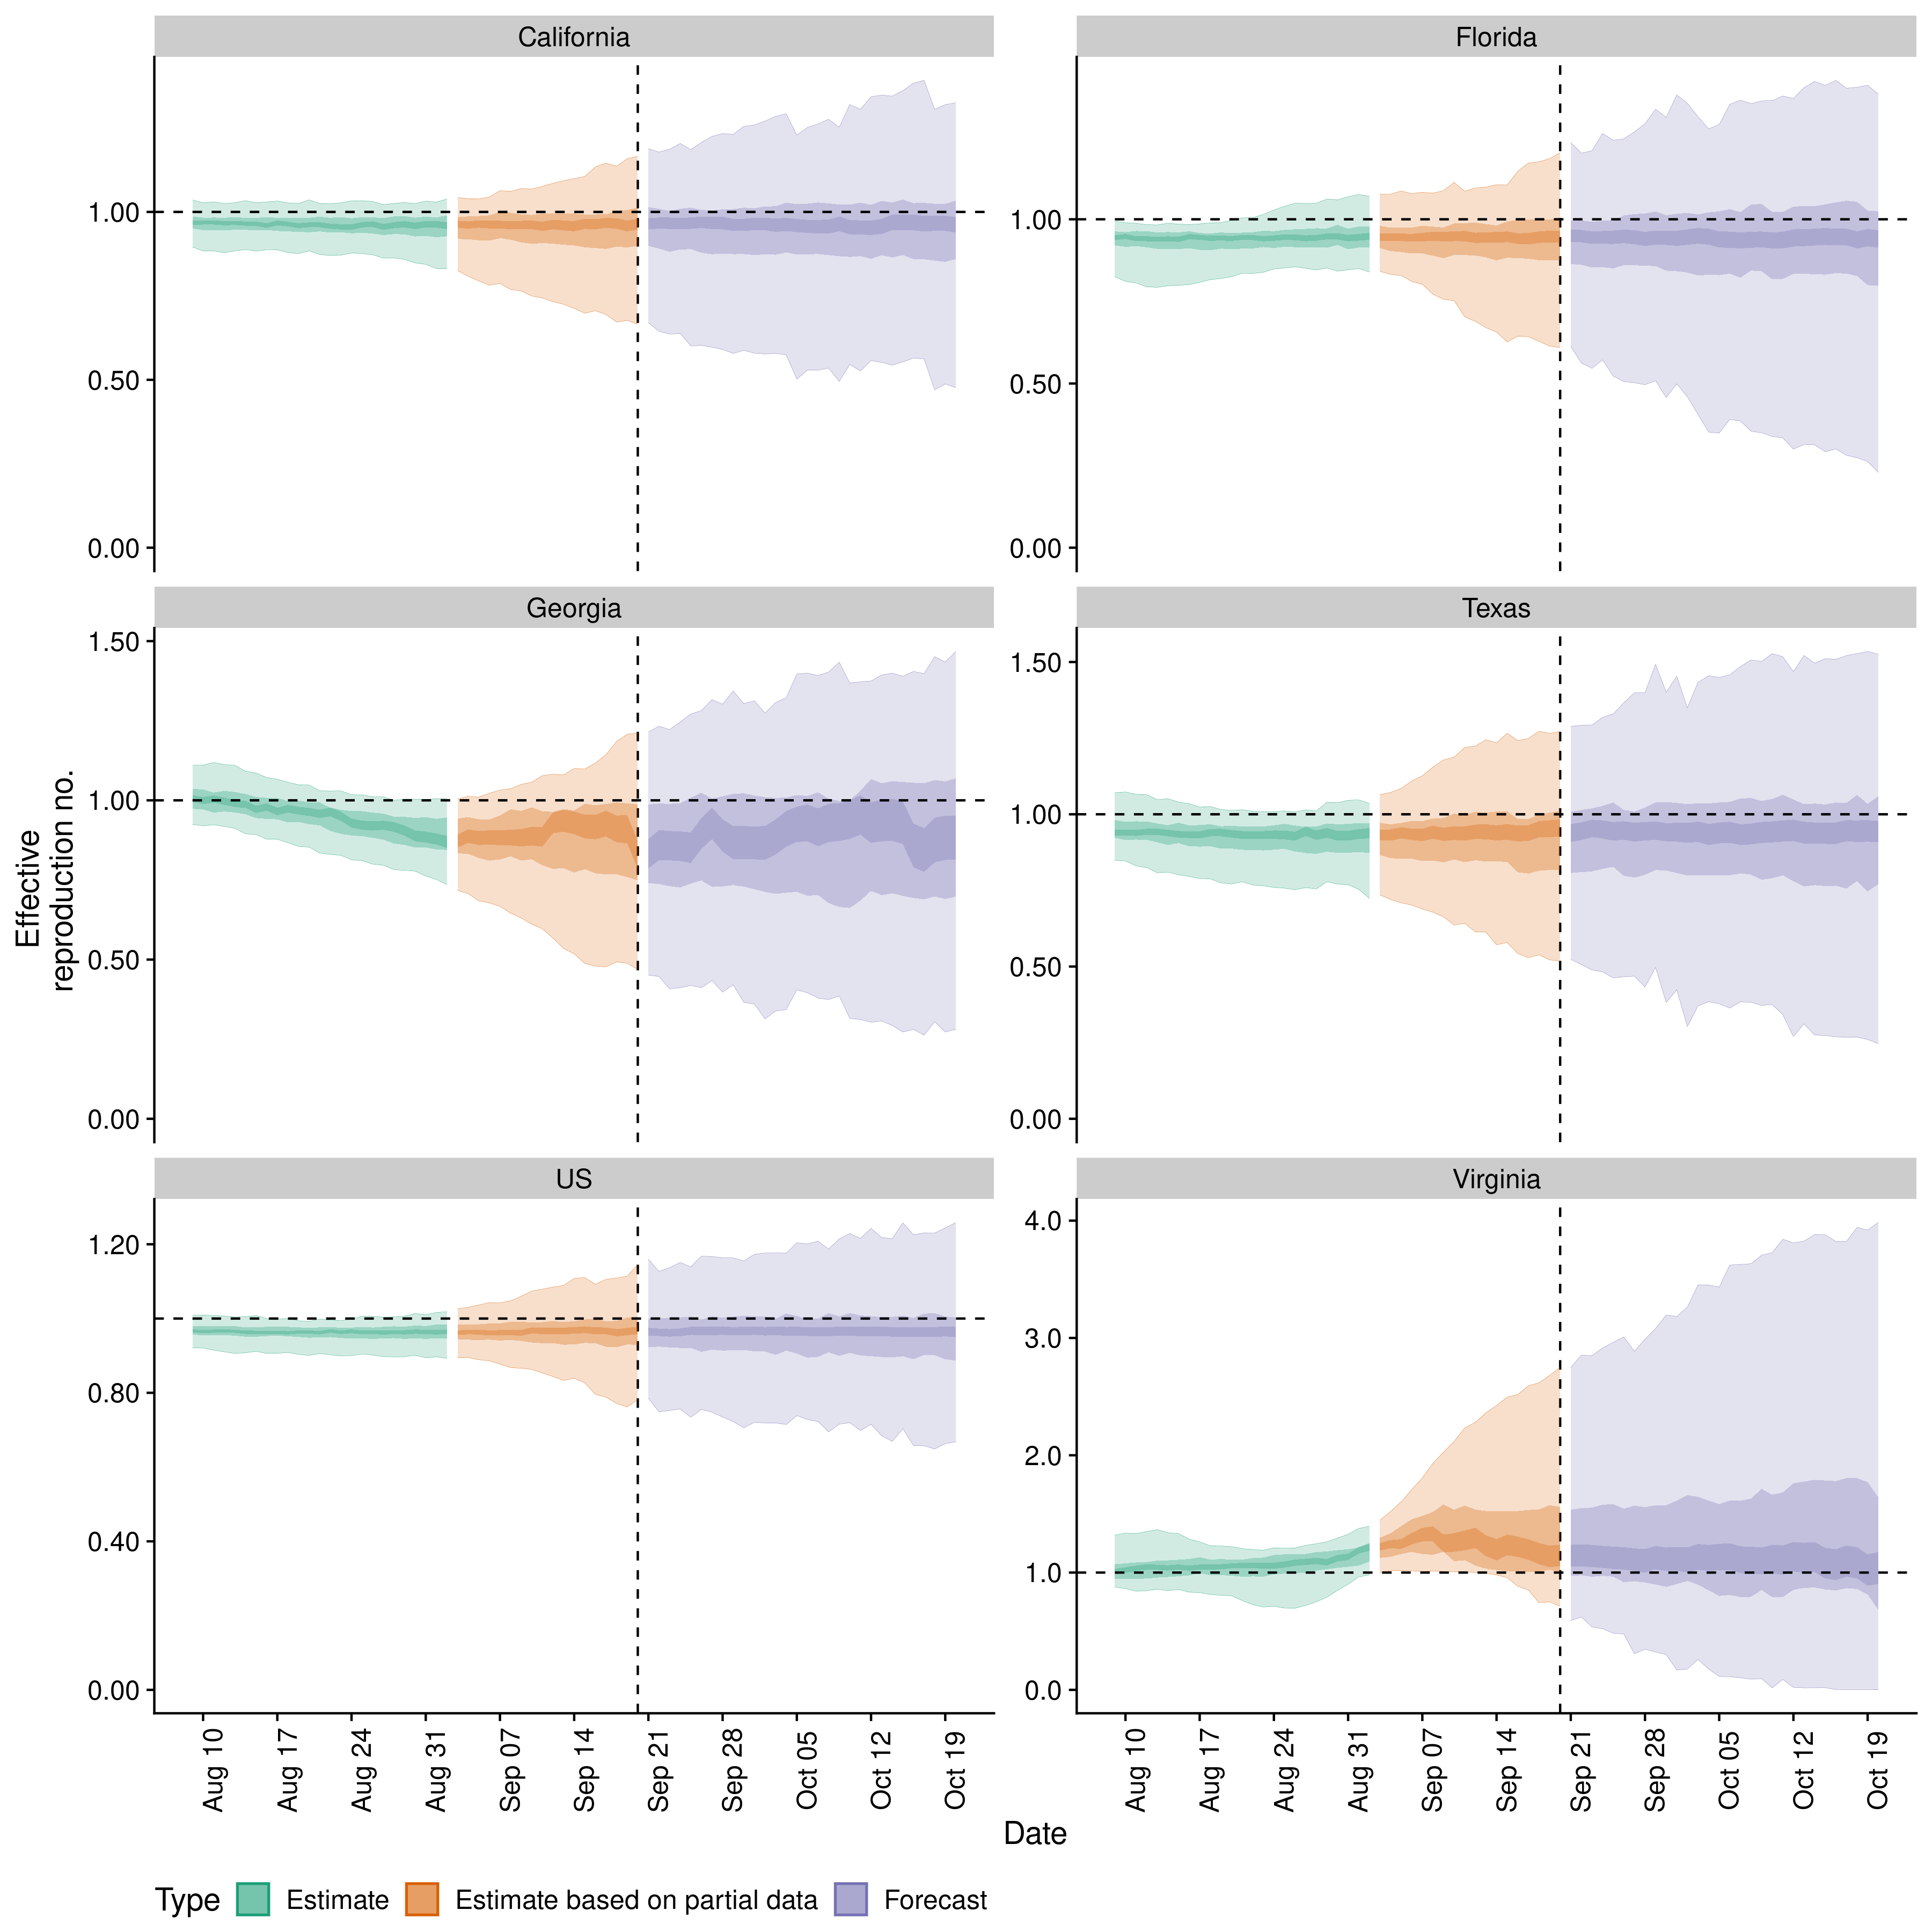 California
Florida
1.00
0.50
0.00
1.00
0.50
0.00
Georgia
Texas
1.50
1.00
0.50
0.00
1.50
1.00
0.50
0.00
US
Virginia
1.20
0.80
0.40
0.00
4.0
3.0
2.0
1.0
0.0
Effective
reproduction no.
Aug 10
Aug 17
Aug 24
Aug 31
Sep 07
Sep 14
Sep 21
Sep 28
Oct 05
Oct 12
Oct 19
Aug 10
Aug 17
Aug 24
Aug 31
Sep 07
Sep 14
Sep 21
Sep 28
Oct 05
Oct 12
Oct 19
Date
Type Estimate Estimate based on partial data Forecast